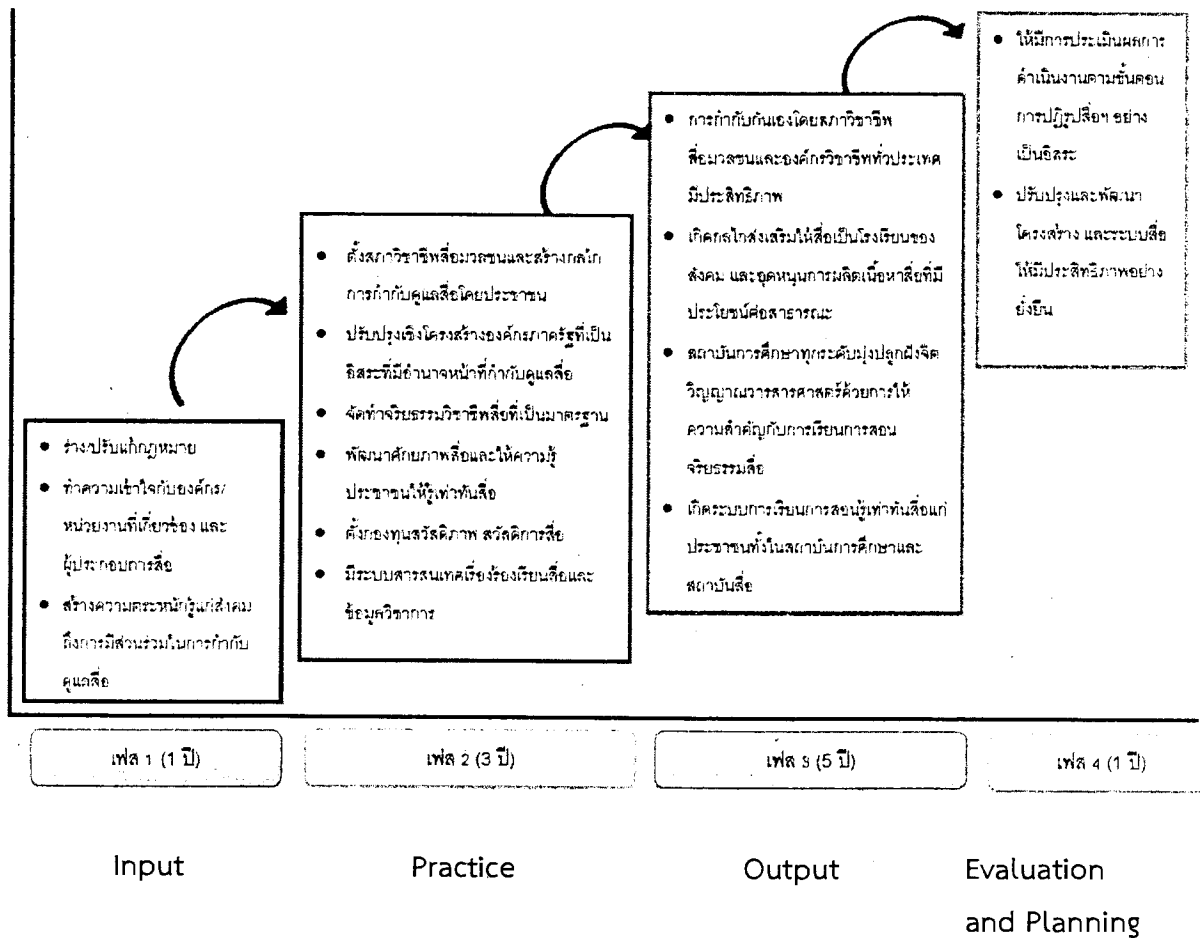 ร่าง/ปรับแก้กฎหมาย
ทำความเข้าใจกับองค์กร/
หน่วยงานที่เกี่ยวข้อง และ
ผู้ประกอบการสื่อ
สร้างความตระหนักรู้แก่สังคม
ถึงการมีส่วนร่วมในการกำกับ
ดูแลสื่อ
ตั้งสภาวิชาชีพสื่อมวลชนและสร้างกลไก
การกำกับดูแลสื่อโดยประชาชน
ปรับปรุงเชิงโครงสร้างองค์กรภาครัฐที่เป็น
อิสระที่มีอำนาจหน้าที่กำกับดูแลสื่อ
จัดทำจริยธรรมวิชาชีพสื่อที่เป็นมาตรฐาน
พัฒนาศักยภาพสื่อและให้ความรู้
ประชาชนให้รู้เท่าทันสื่อ
ตั้งกองทุนสวัสดิภาพ สวัสดิการสื่อ
มีระบบสารสนเทศเรื่องร้องเรียนสื่อและ
ข้อมูลวิชาการ
การกำกับกันเองโดยสภาวิชาชีพ
สื่อมวลชนและองค์กรวิชาชีพทั่วประเทศ
มีประสิทธิภาพ
เกิดกลไกส่งเสริมให้สื่อเป็นโรงเรียนของ
สังคม และอุดหนุนการผลิตเนื้อหาสื่อที่มี
ประโยชน์ต่อสาธารณะ
สถาบันการศึกษาทุกระดับมุ่งปลูกฝังจิต
วิญญาณวารสารศาสตร์ด้วยการให้
ความสำคัญกับการเรียนการสอน
จริยธรรมสื่อ
เกิดระบบการเรียนการสอนรู้เท่าทันสื่อแก่
ประชาชนทั้งในสถาบันการศึกษาและ
สถาบันสื่อ
ให้มีการประเมินผลการ
ดำเนินงานตามขั้นตอน
การปฏิรูปสื่อฯ อย่าง
เป็นอิสระ
ปรับปรุงและพัฒนา
โครงสร้าง และระบบสื่อ
ให้มีประสิทธิภาพอย่าง
ยั่งยืน
เฟส 1 (1 ปี)
เฟส 2 (3 ปี)
เฟส 3 (5 ปี)
เฟส 4 (1 ปี)
Input
Practice
Output
Evaluation
and Planning